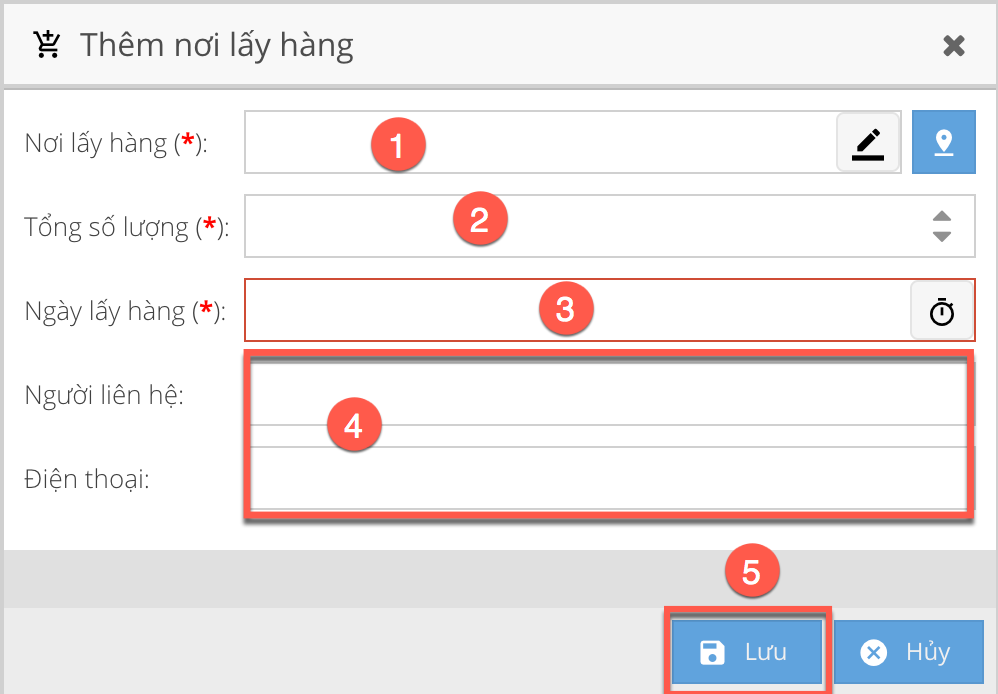 Thêm nơi lấy hàng
Nơi lấy hàng (*):
1
Tổng số lượng (*):
2
Ngày lấy hàng (*):
3
Người liên hệ:
4
Điện thoại:
5
Lưu
Hủy